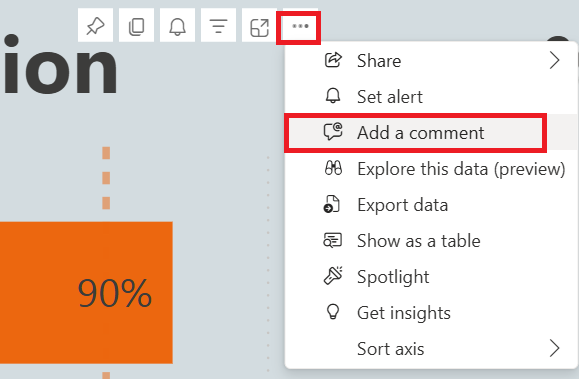 ion
Share
Set alert
Add a comment
Explore this data (preview)
Export data
Show as a table
Spotlight
Get insights
Sort axis
90%